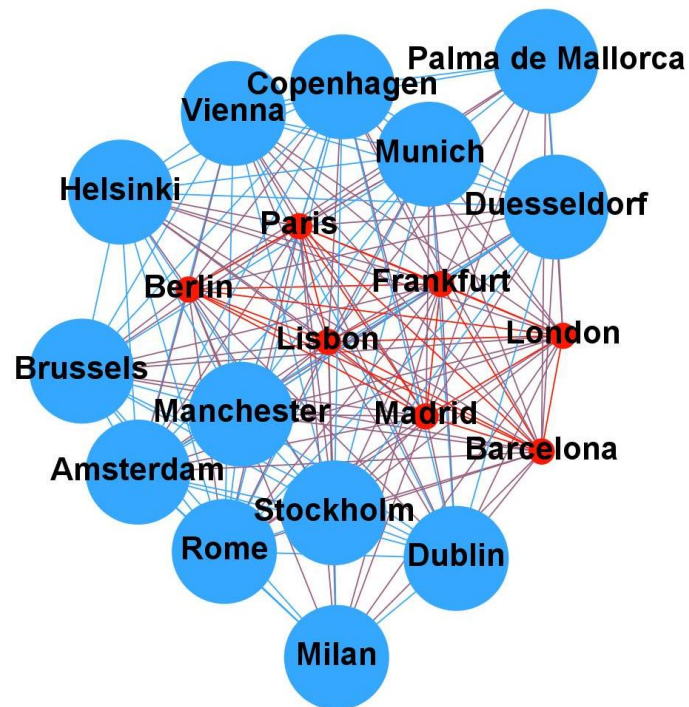 Palma de Mallorca
Copenhagen
Vienna
Munich
Helsinki
Duesseldorf
Paris
Berlin
Frankfurt
Lisbon
London
Brussels
Manchester
Madrid
Barcelona
Amsterdam
Stockholm
Rome
Dublin
Milan